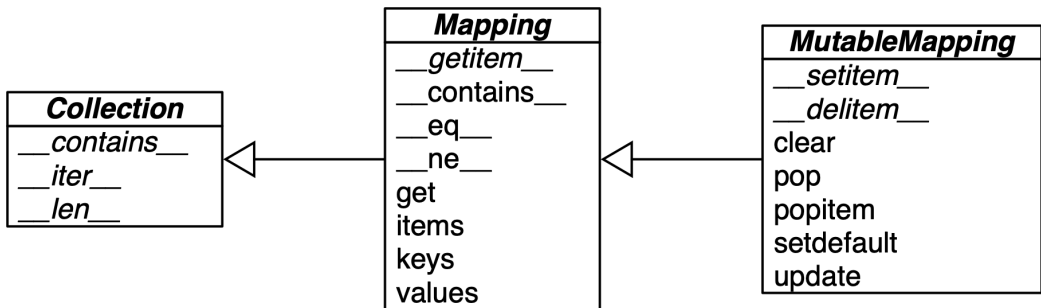 Collection
__contains__
__iter__
__len__
Mapping
__getitem__
__contains__
__eq__
__ne__
get
items
keys
values
MutableMapping
__setitem__
__delitem__
clear
pop
popitem
setdefault
update